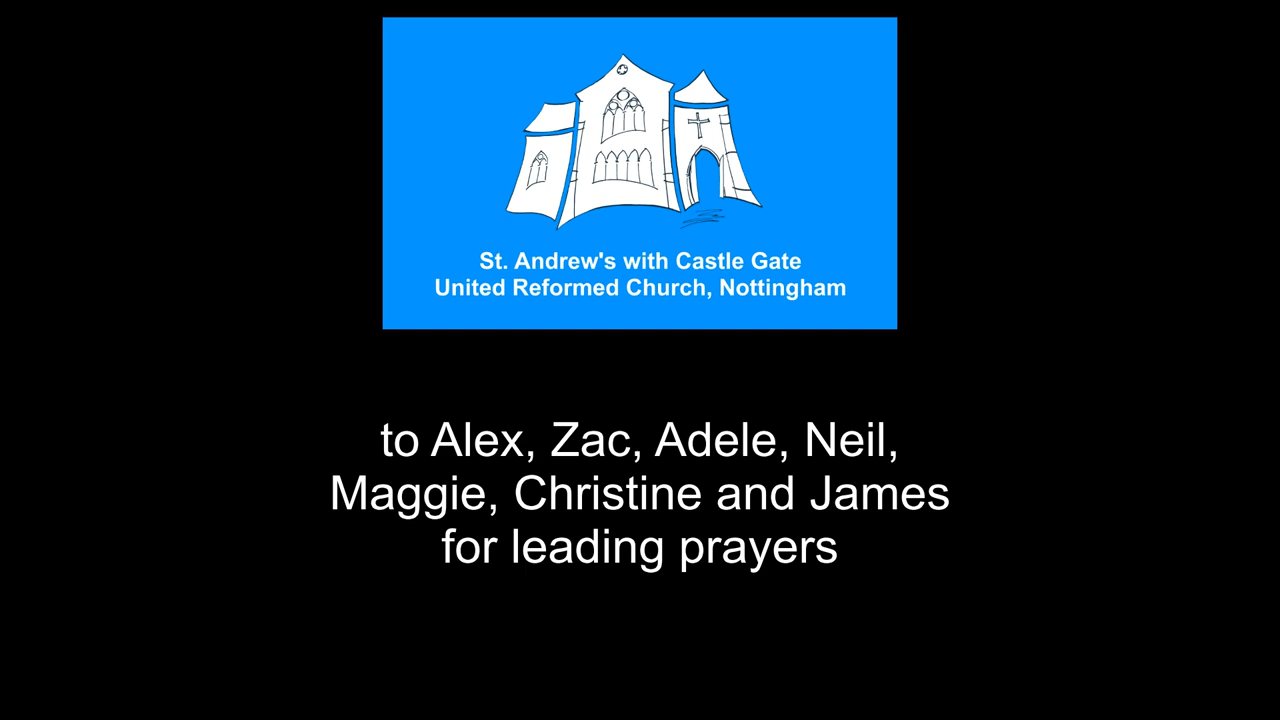 St. Andrew's with Castle Gate
United Reformed Church, Nottingham
to Alex, Zac, Adele, Neil,
Maggie, Christine and James
for leading prayers